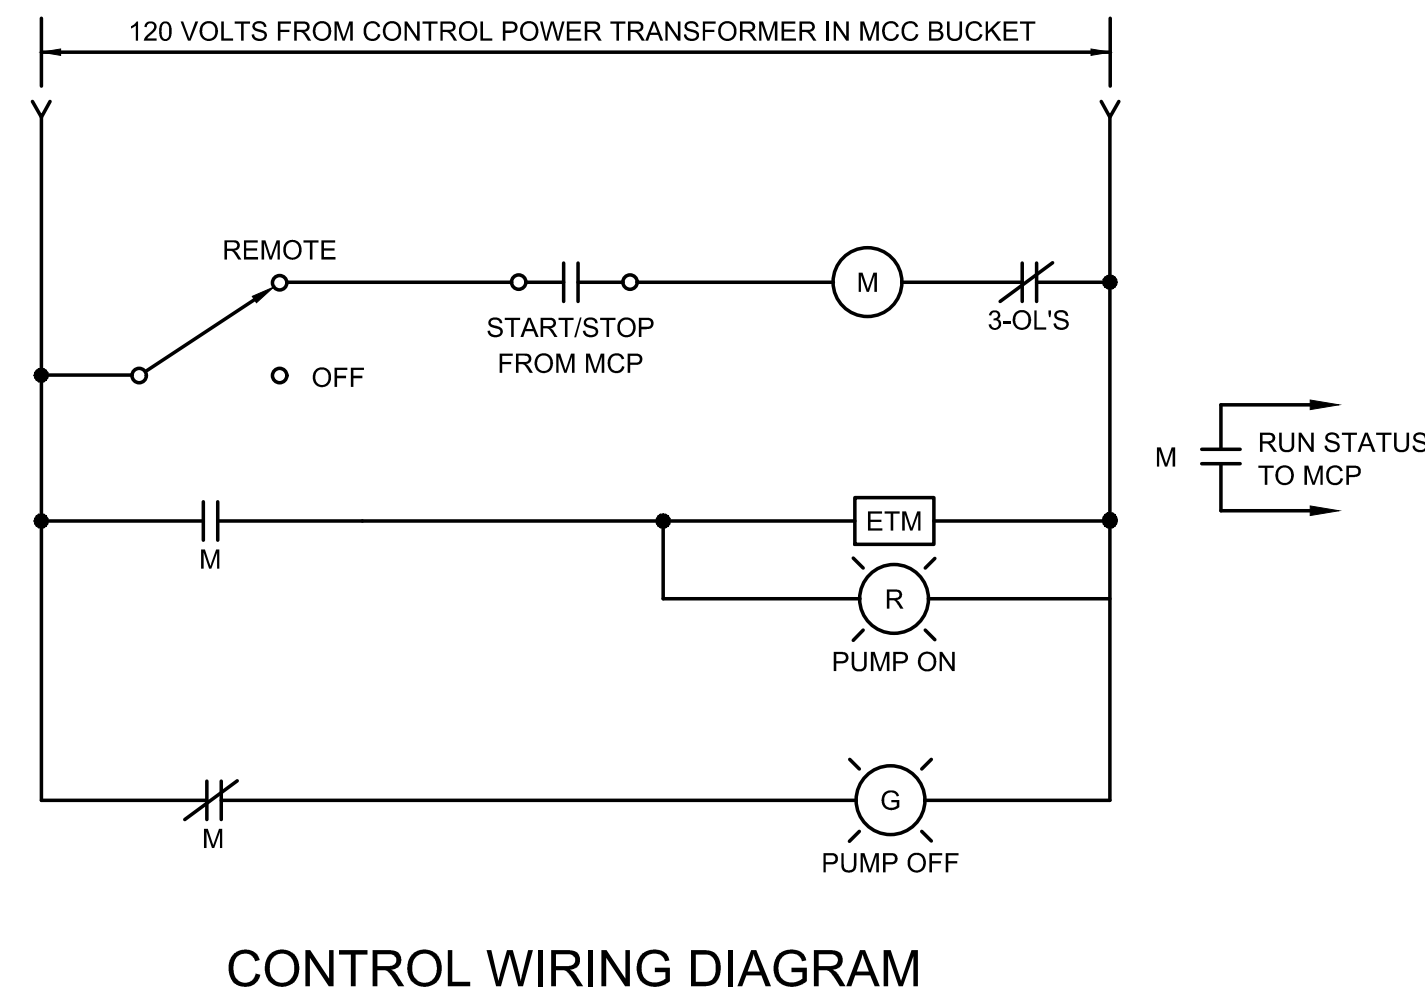 120 VOLTS FROM CONTROL POWER TRANSFORMER IN MCC BUCKET
REMOTE
M
3-OL'S
START/STOP
FROM MCP
OFF
M
RUN STATUS
TO MCP
ETM
M
R
PUMP ON
G
M
PUMP OFF
CONTROL WIRING DIAGRAM